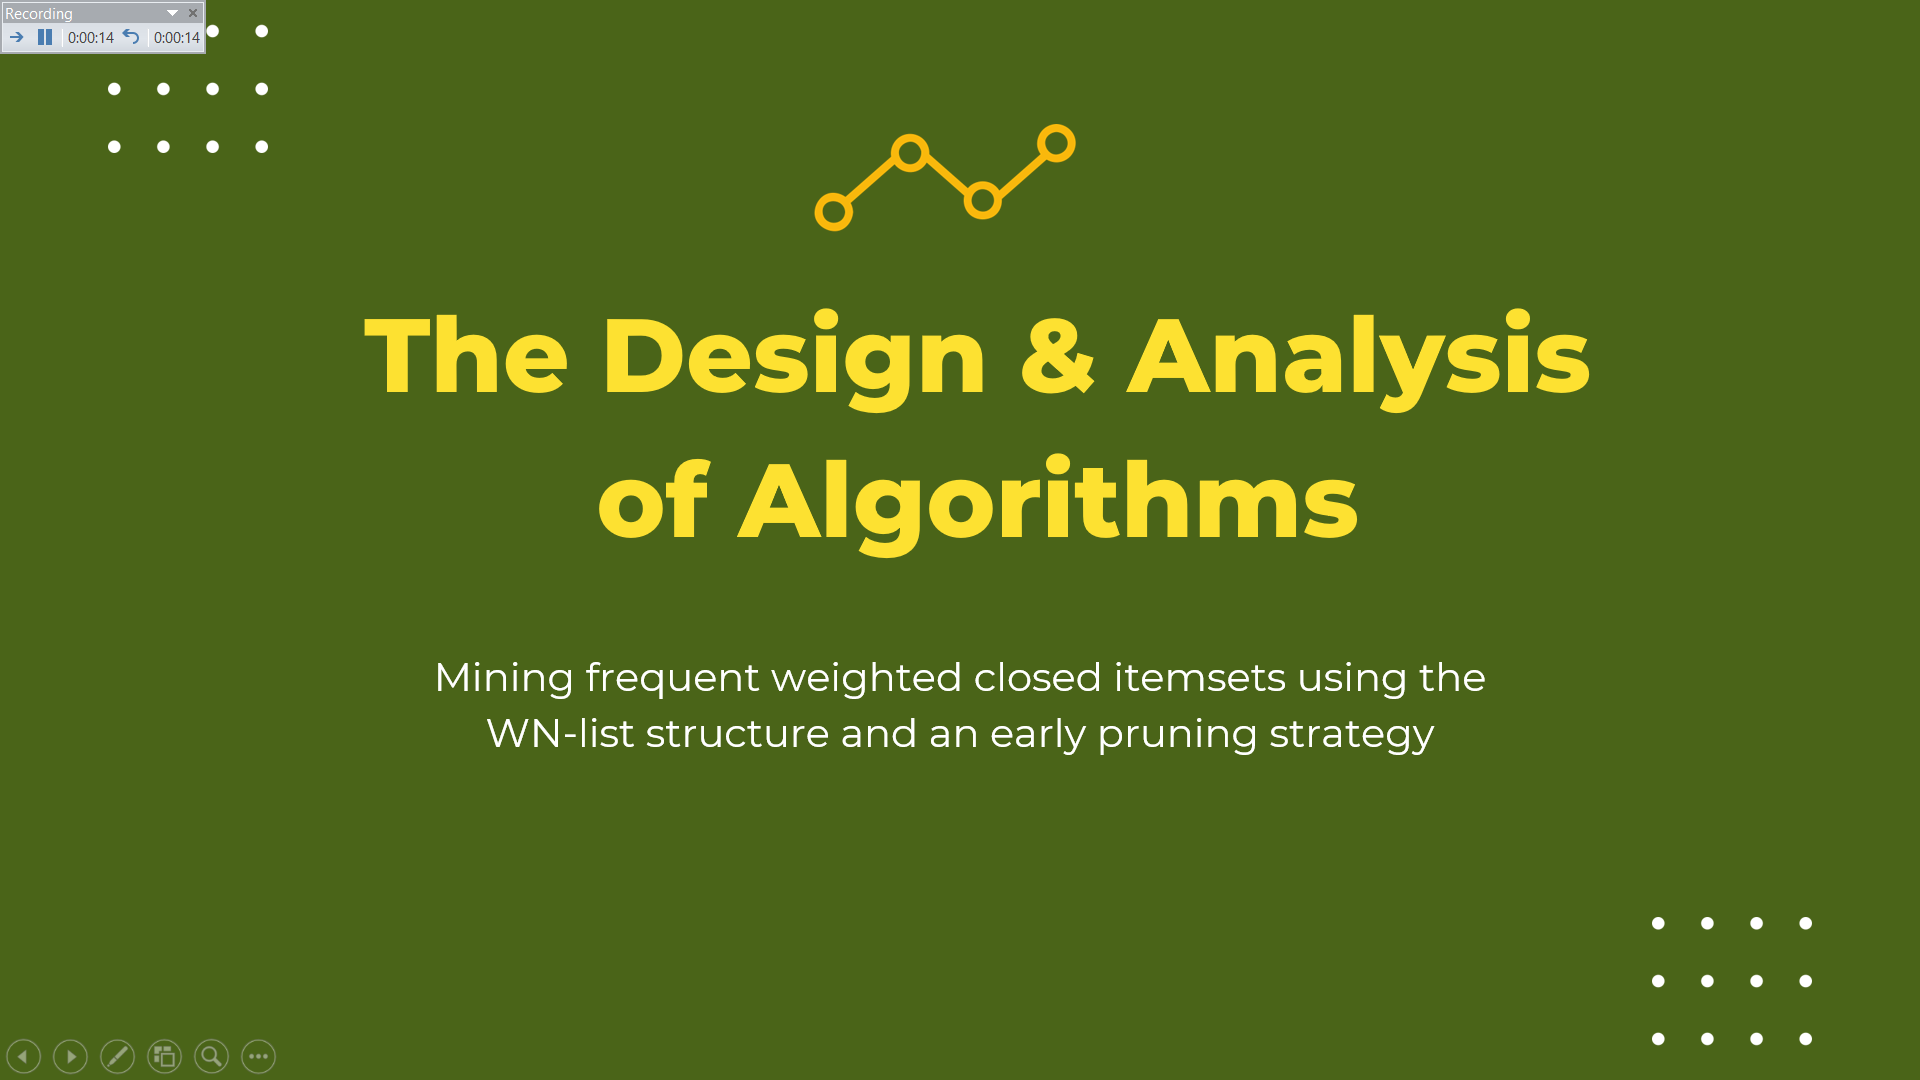 Recording
0:00:14 0:00:14
The Design & Analysis
of Algorithms
Mining frequent weighted closed itemsets using the
WN-list structure and an early pruning strategy